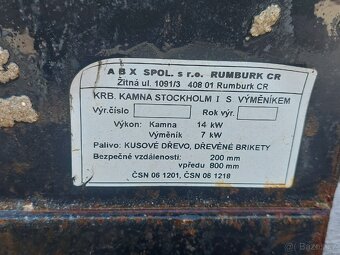 A B X SPOL. s r.o. RUMBURK CR
Žitná ul. 1091/3 408 01 Rumburk CR
KRB. KAMNA STOCKHOLM I S VÝMĚNÍKEM
Výr.číslo Rok výr.
Výkon: Kamna 14 kW
Výměník 7 kW
Palivo: KUSOVÉ DŘEVO, DŘEVĚNÉ BRIKETY
Bezpečné vzdálenosti: 200 mm
vpředu 800 mm
ČSN 06 1201, ČSN 06 1218